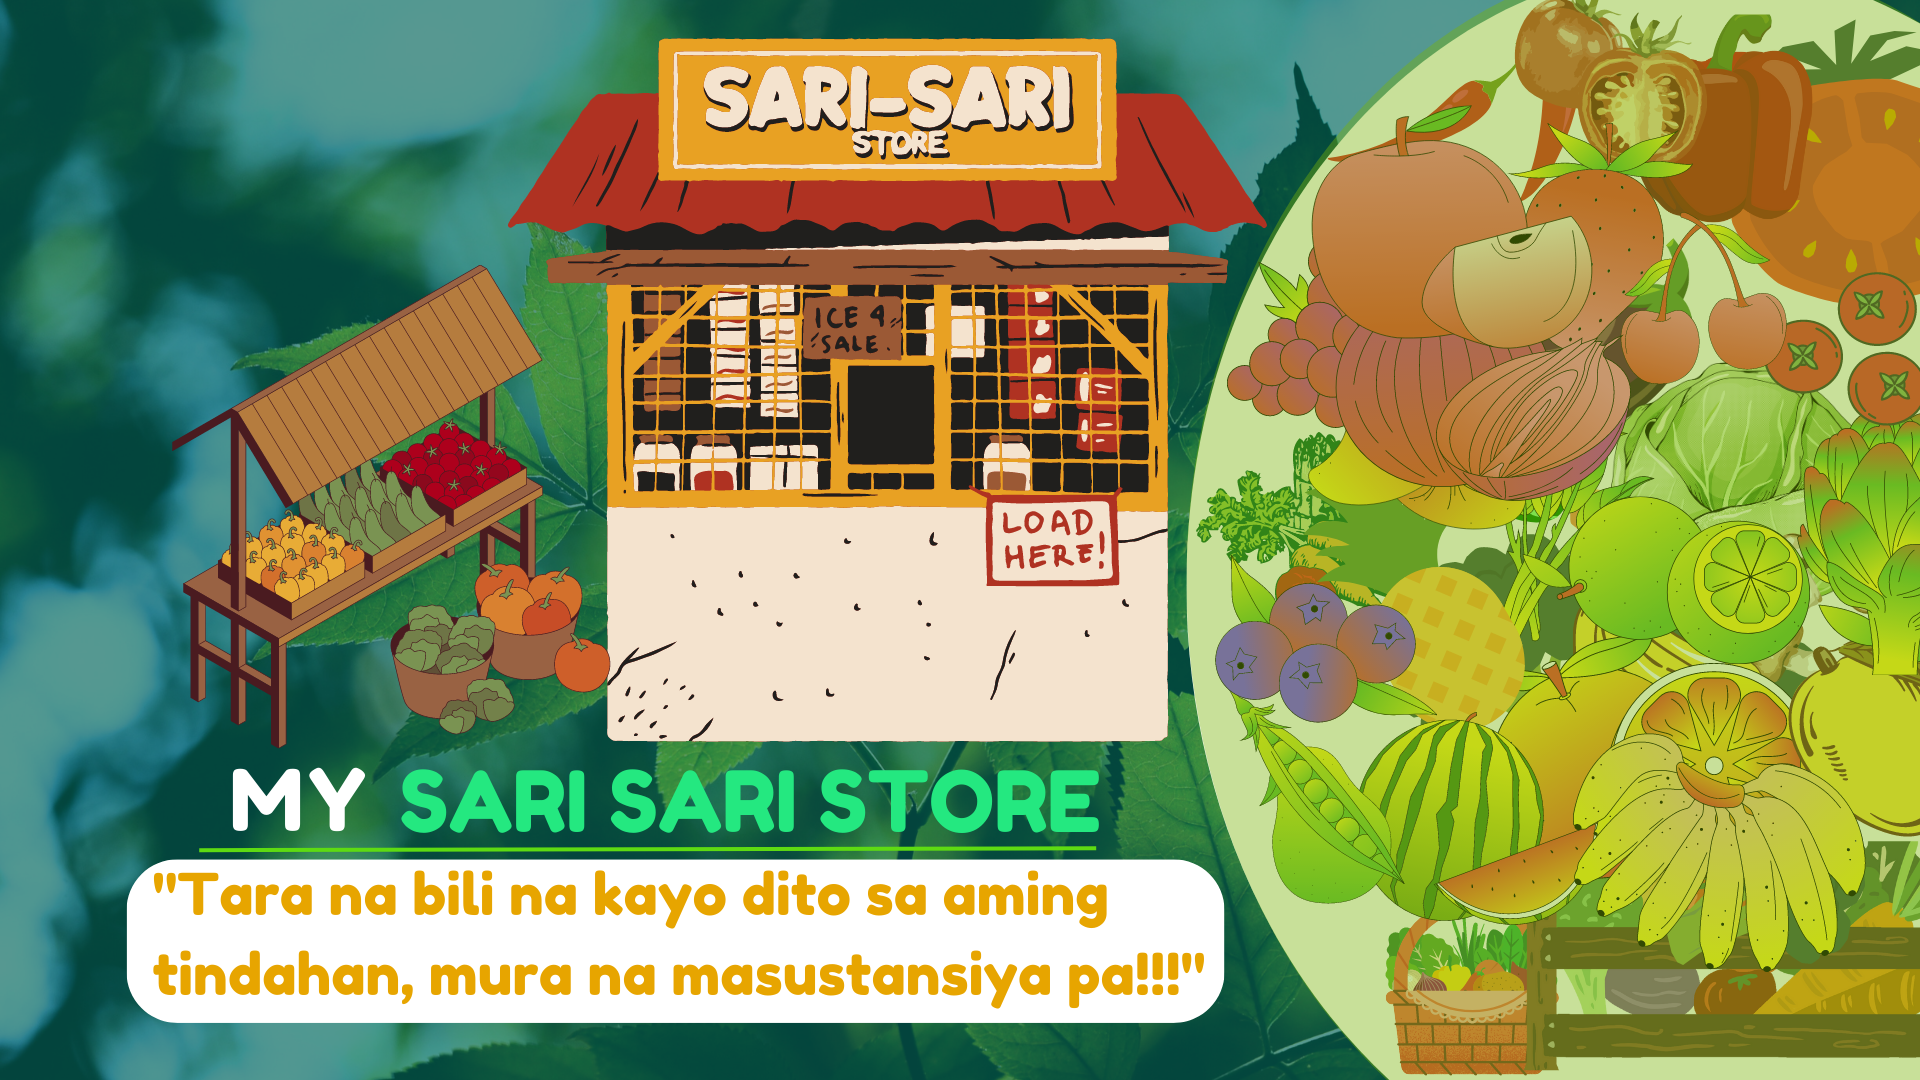 SARI-SARI
STORE
ICE 4
SALE.
LOAD
HERE!
MY SARI SARI STORE
"Tara na bili na kayo dito sa aming
tindahan, mura na masustansiya pa!!!"